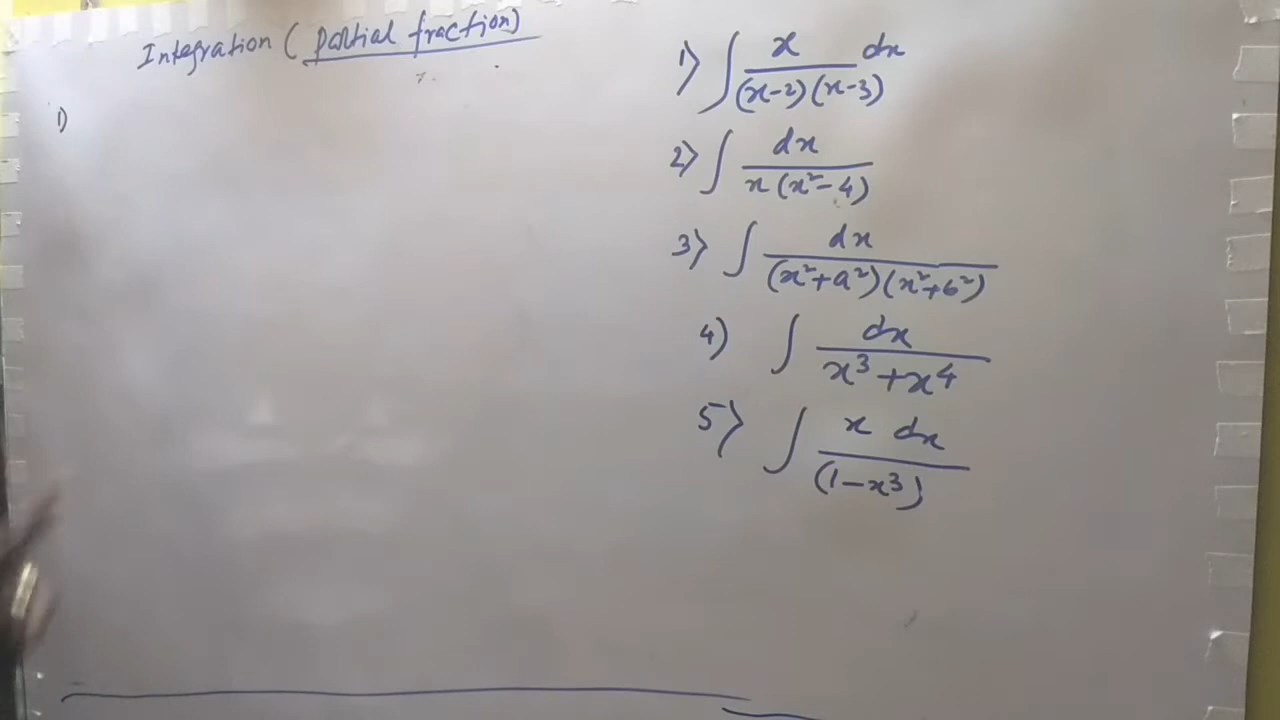 Integration (partial fraction)
1)
1) ∫ x/((x-2)(x-3)) dx
2) ∫ dx/(x(x²-4))
3) ∫ dx/((x²+a²)(x²+b²))
4) ∫ dx/(x³+x⁴)
5) ∫ x dx/(1-x³)